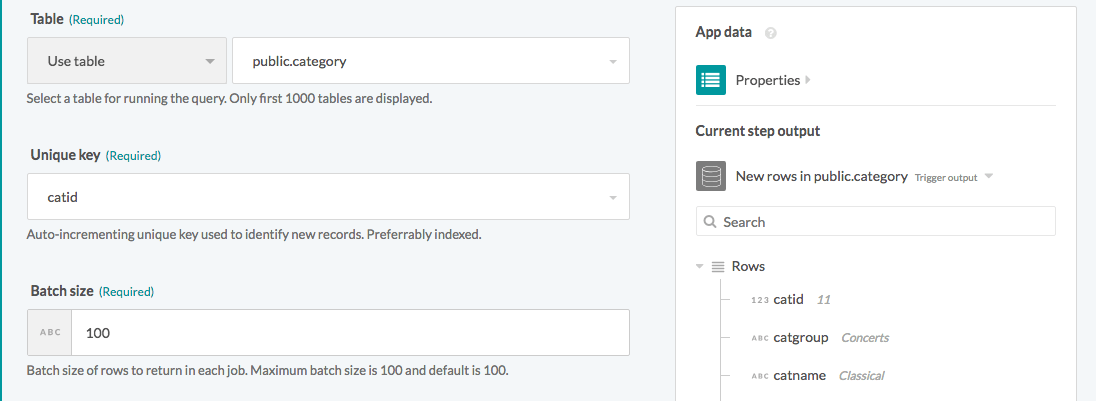 Table (Required)
Use table
public.category
Select a table for running the query. Only first 1000 tables are displayed.
Unique key (Required)
catid
Auto-incrementing unique key used to identify new records. Preferrably indexed.
Batch size (Required)
ABC 100
Batch size of rows to return in each job. Maximum batch size is 100 and default is 100.
App data ?
Properties
Current step output
New rows in public.category Trigger output
Search
Rows
123 catid 11
ABC catgroup Concerts
ABC catname Classical